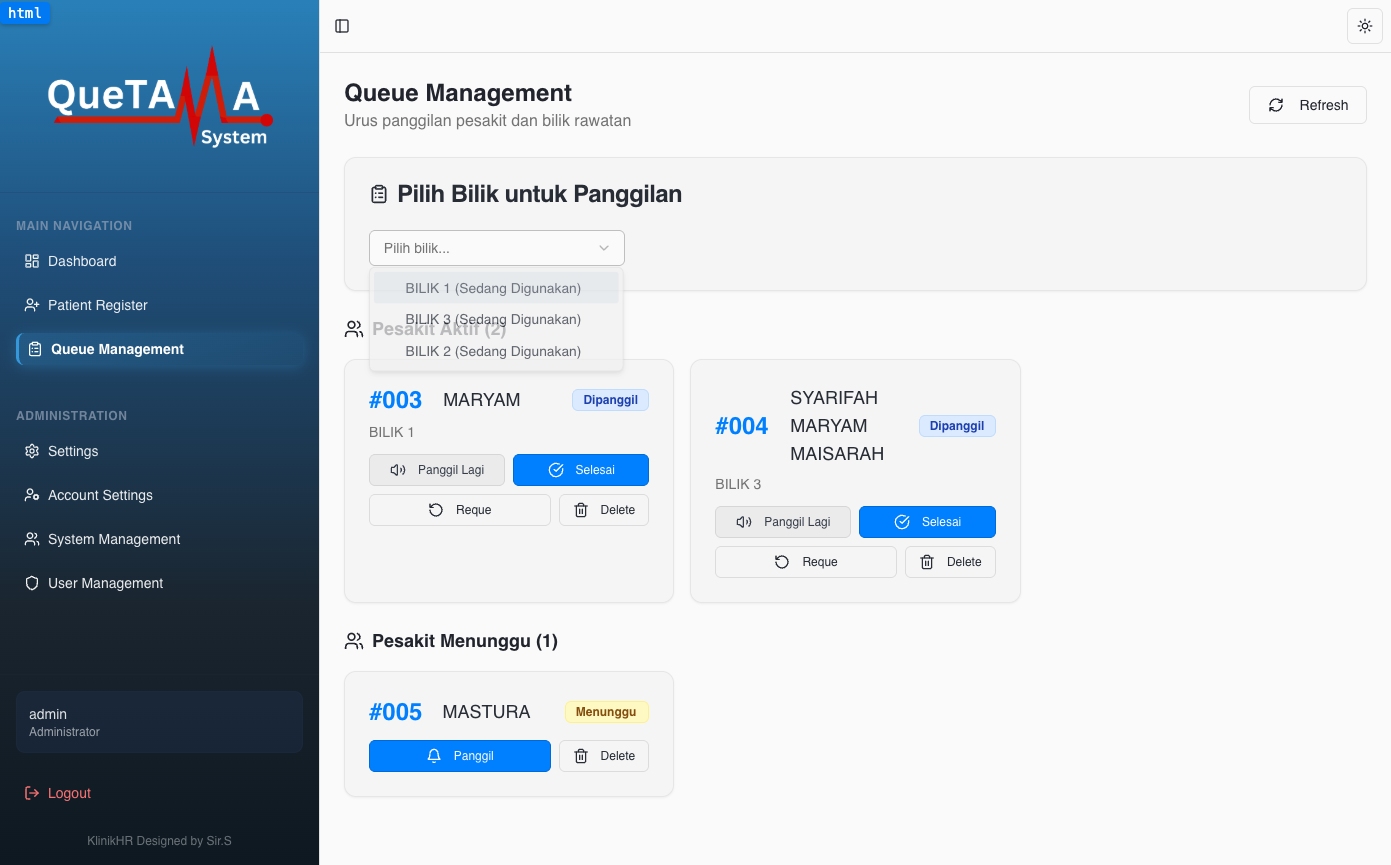 html
QueTAMA
System
MAIN NAVIGATION
Dashboard
Patient Register
Queue Management
ADMINISTRATION
Settings
Account Settings
System Management
User Management
admin
Administrator
Logout
KlinikHR Designed by Sir.S
Queue Management
Urus panggilan pesakit dan bilik rawatan
Refresh
Pilih Bilik untuk Panggilan
Pilih bilik...
BILIK 1 (Sedang Digunakan)
BILIK 3 (Sedang Digunakan)
BILIK 2 (Sedang Digunakan)
Pesakit Aktif (2)
#003 MARYAM Dipanggil
BILIK 1
Panggil Lagi Selesai
Reque Delete
#004 SYARIFAH
MARYAM
MAISARAH
Dipanggil
BILIK 3
Panggil Lagi Selesai
Reque Delete
Pesakit Menunggu (1)
#005 MASTURA Menunggu
Panggil Delete